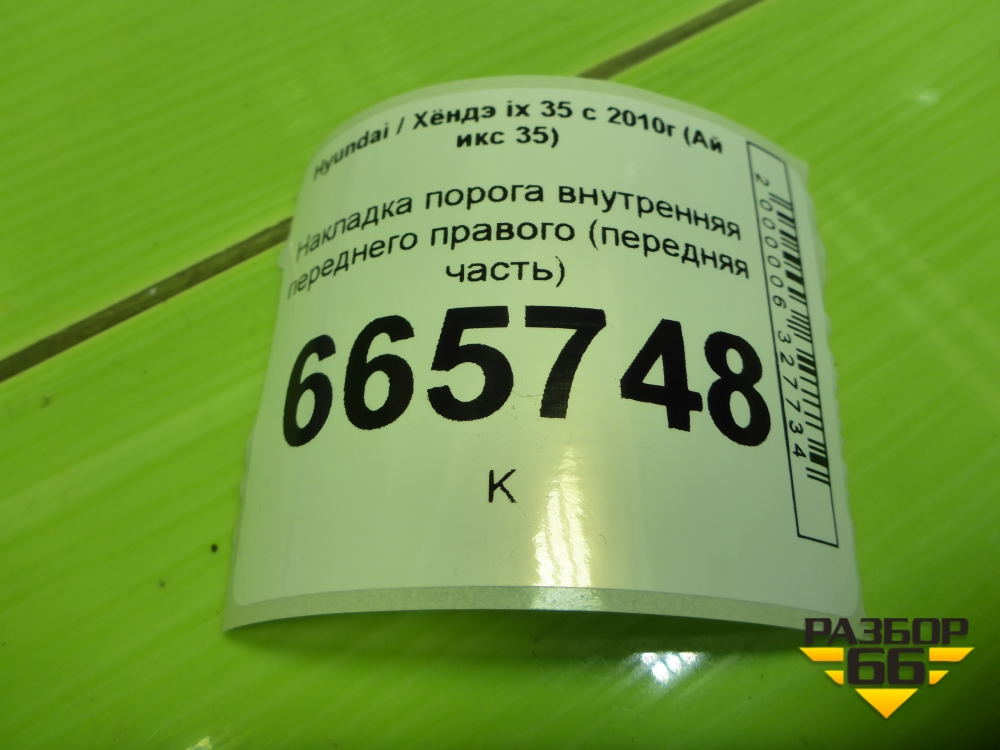 Hyundai / Хёндэ ix 35 с 2010г (Ай
икс 35)
Накладка порога внутренняя
переднего правого (передняя
часть)
665748
К
2000006327734
РАЗБОР
66